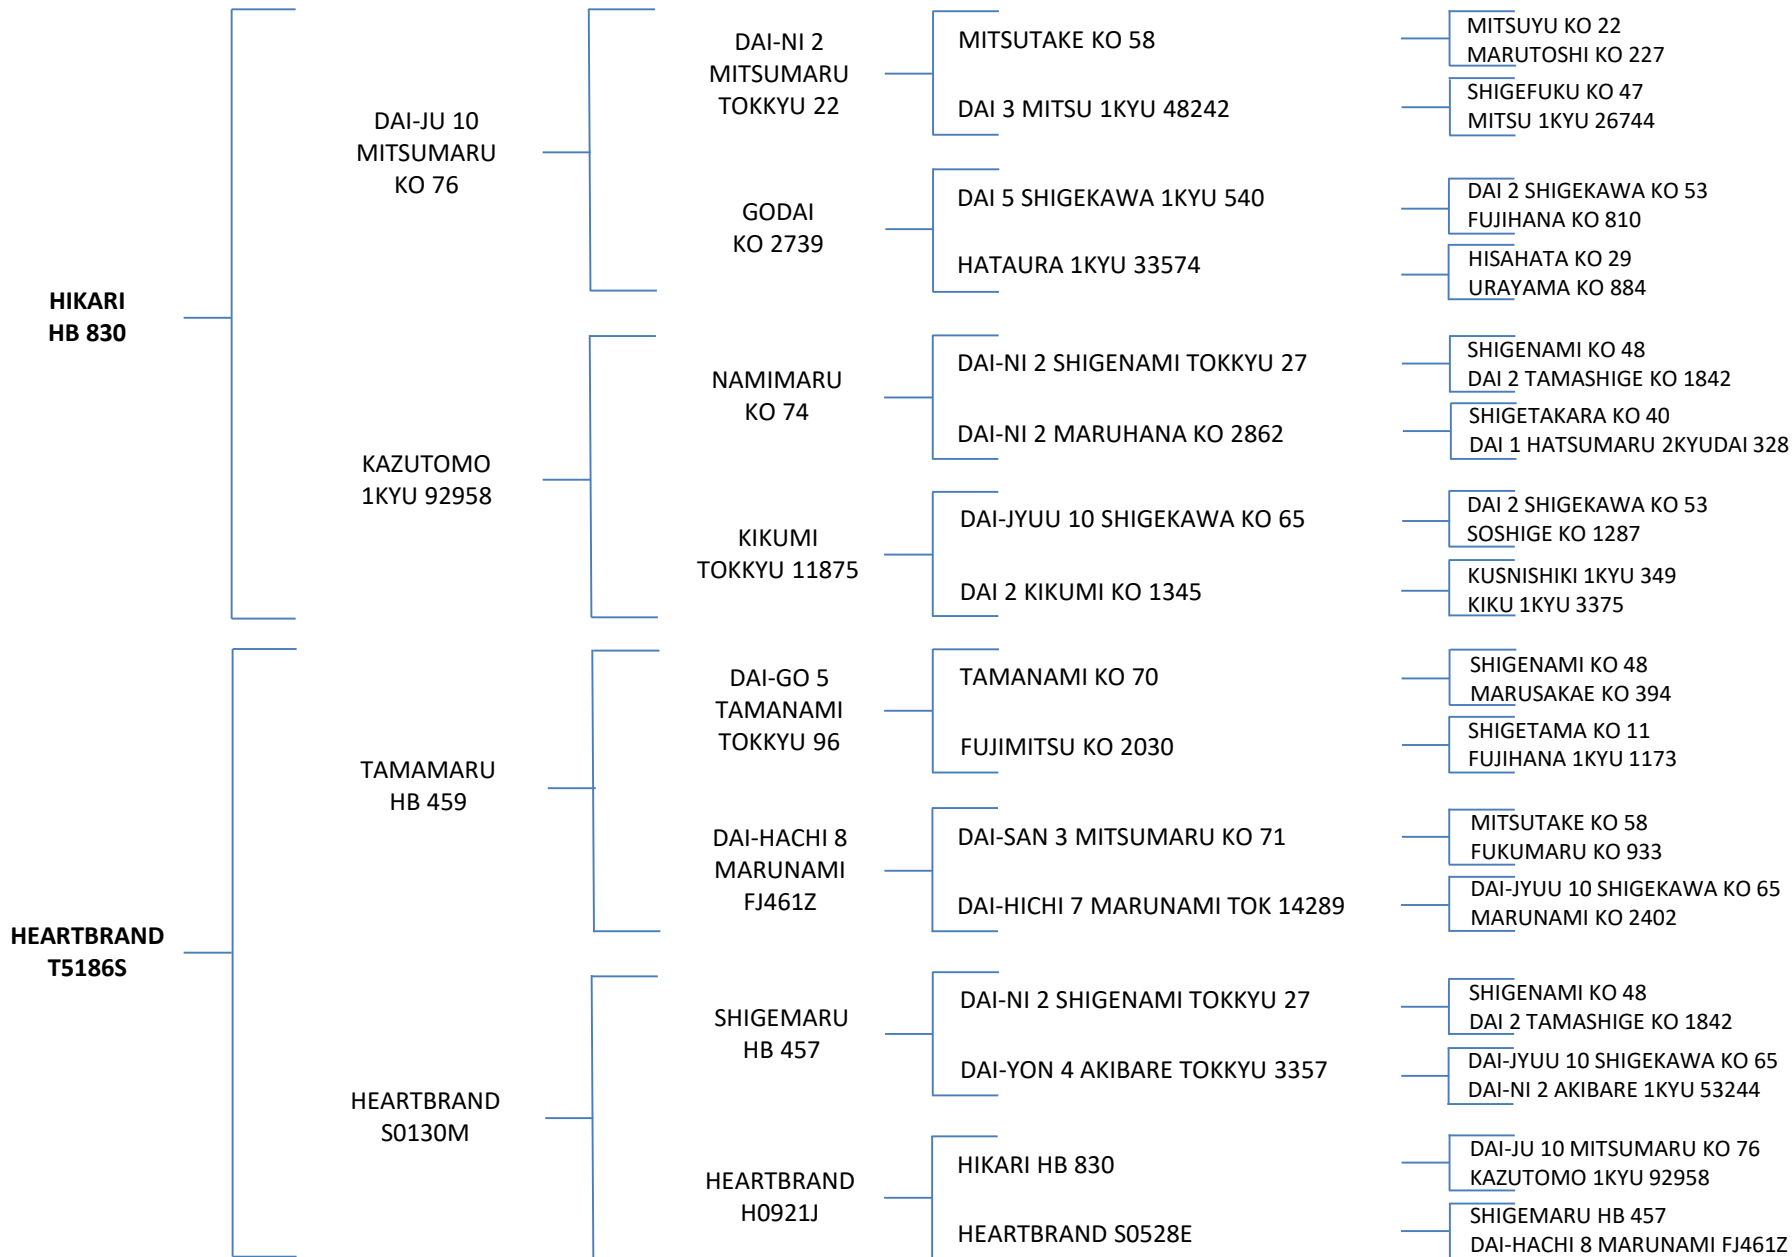 HIKARI
HB 830
DAI-JU 10
MITSUMARU
KO 76
DAI-NI 2
MITSUMARU
TOKKYU 22
MITSUTAKE KO 58
MITSUYU KO 22
MARUTOSHI KO 227
DAI 3 MITSU 1KYU 48242
SHIGEFUKU KO 47
MITSU 1KYU 26744
GODAI
KO 2739
DAI 5 SHIGEKAWA 1KYU 540
DAI 2 SHIGEKAWA KO 53
FUJIHANA KO 810
HATAURA 1KYU 33574
HISAHATA KO 29
URAYAMA KO 884
KAZUTOMO
1KYU 92958
NAMIMARU
KO 74
DAI-NI 2 SHIGENAMI TOKKYU 27
SHIGENAMI KO 48
DAI 2 TAMASHIGE KO 1842
DAI-NI 2 MARUHANA KO 2862
SHIGETAKARA KO 40
DAI 1 HATSUMARU 2KYUDAI 328
KIKUMI
TOKKYU 11875
DAI-JYUU 10 SHIGEKAWA KO 65
DAI 2 SHIGEKAWA KO 53
SOSHIGE KO 1287
DAI 2 KIKUMI KO 1345
KUSNISHIKI 1KYU 349
KIKU 1KYU 3375
HEARTBRAND
T5186S
TAMAMARU
HB 459
DAI-GO 5
TAMANAMI
TOKKYU 96
TAMANAMI KO 70
SHIGENAMI KO 48
MARUSAKAE KO 394
FUJIMITSU KO 2030
SHIGETAMA KO 11
FUJIHANA 1KYU 1173
DAI-HACHI 8
MARUNAMI
FJ461Z
DAI-SAN 3 MITSUMARU KO 71
MITSUTAKE KO 58
FUKUMARU KO 933
DAI-HICHI 7 MARUNAMI TOK 14289
DAI-JYUU 10 SHIGEKAWA KO 65
MARUNAMI KO 2402
HEARTBRAND
S0130M
SHIGEMARU
HB 457
DAI-NI 2 SHIGENAMI TOKKYU 27
SHIGENAMI KO 48
DAI 2 TAMASHIGE KO 1842
DAI-YON 4 AKIBARE TOKKYU 3357
DAI-JYUU 10 SHIGEKAWA KO 65
DAI-NI 2 AKIBARE 1KYU 53244
HEARTBRAND
H0921J
HIKARI HB 830
DAI-JU 10 MITSUMARU KO 76
KAZUTOMO 1KYU 92958
HEARTBRAND S0528E
SHIGEMARU HB 457
DAI-HACHI 8 MARUNAMI FJ461Z